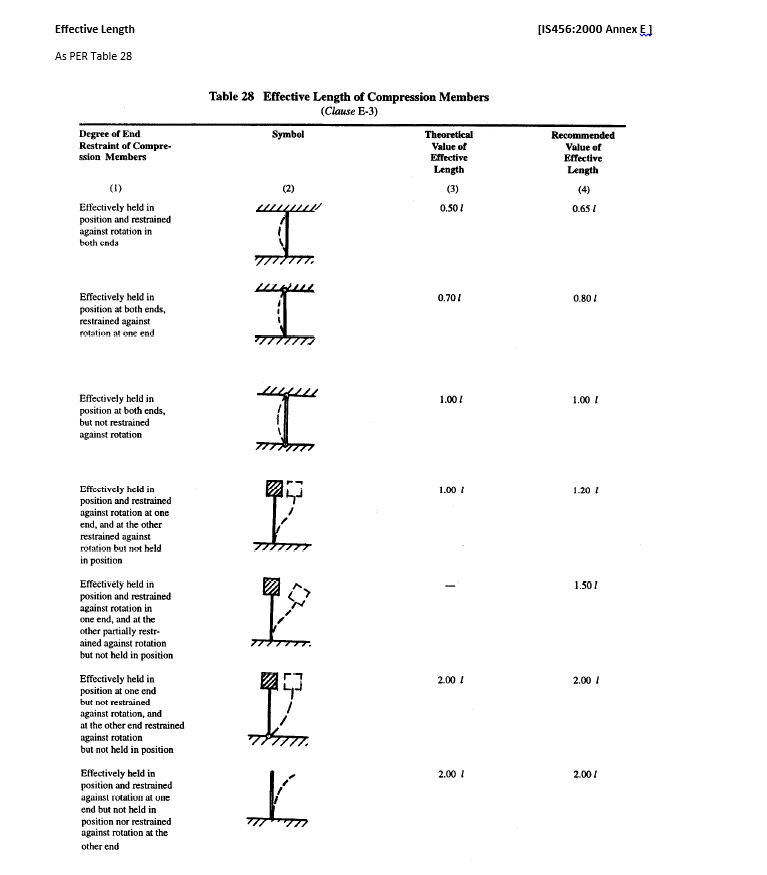 Effective Length [IS456:2000 Annex E ]
As PER Table 28
Table 28 Effective Length of Compression Members
(Clause E-3)
Degree of End Symbol Theoretical Recommended
Restraint of Compre- Value of Value of
ssion Members Effective Effective
Length Length
(1) (2) (3) (4)
Effectively held in 0.50 l 0.65 l
position and restrained
against rotation in
both ends
Effectively held in 0.70 l 0.80 l
position at both ends,
restrained against
rotation at one end
Effectively held in 1.00 l 1.00 l
position at both ends,
but not restrained
against rotation
Effectively held in 1.00 l 1.20 l
position and restrained
against rotation at one
end, and at the other
restrained against
rotation but not held
in position
Effectively held in — 1.50 l
position and restrained
against rotation in
one end, and at the
other partially restr-
ained against rotation
but not held in position
Effectively held in 2.00 l 2.00 l
position at one end
but not restrained
against rotation, and
at the other end restrained
against rotation
but not held in position
Effectively held in 2.00 l 2.00 l
position and restrained
against rotation at one
end but not held in
position nor restrained
against rotation at the
other end